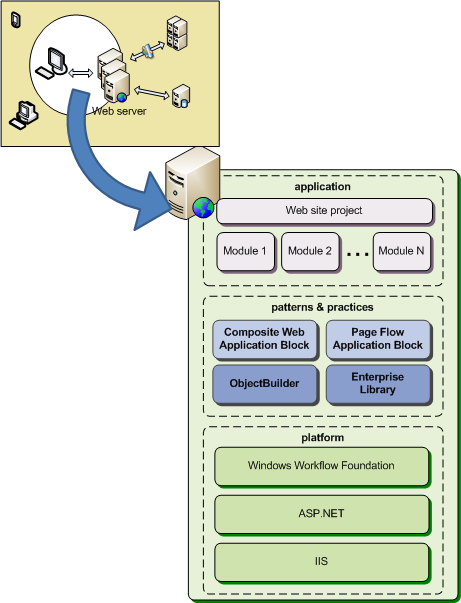 Web server
application
Web site project
Module 1 Module 2 ... Module N
patterns & practices
Composite Web
Application Block
Page Flow
Application Block
ObjectBuilder
Enterprise
Library
platform
Windows Workflow Foundation
ASP.NET
IIS